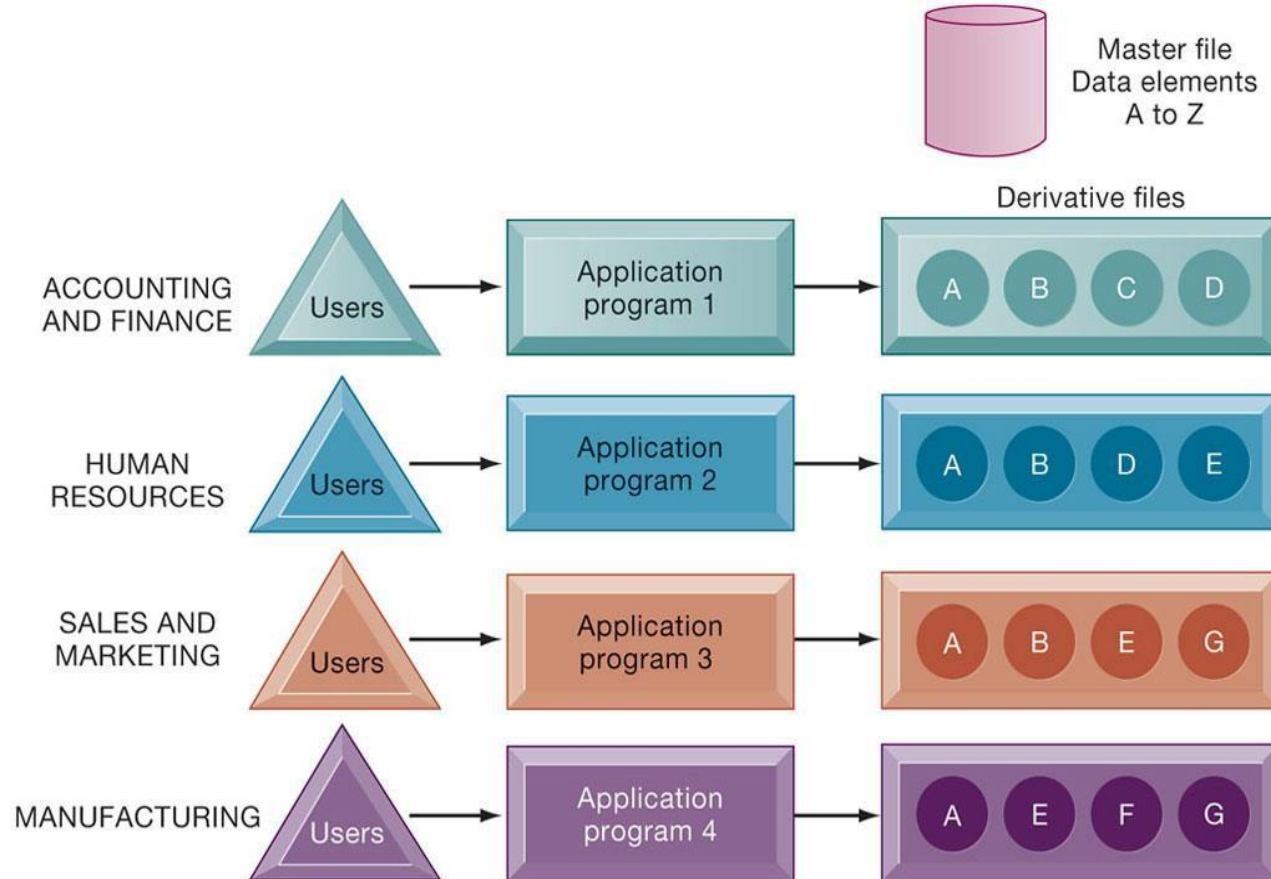 Master file
Data elements
A to Z
Derivative files
ACCOUNTING
AND FINANCE
Users
Application
program 1
A B C D
HUMAN
RESOURCES
Users
Application
program 2
A B D E
SALES AND
MARKETING
Users
Application
program 3
A B E G
MANUFACTURING
Users
Application
program 4
A E F G